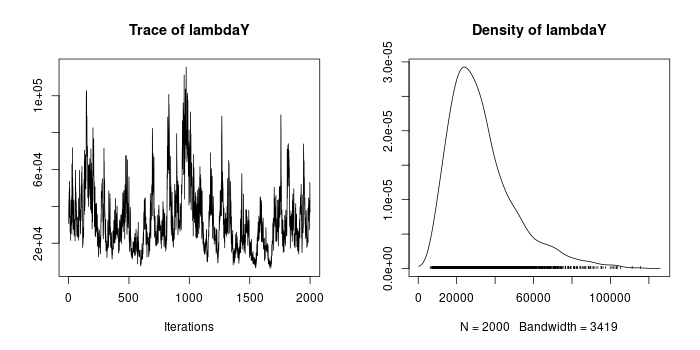 Trace of lambdaY
2e+04 6e+04 1e+05
0 500 1000 1500 2000
Iterations
Density of lambdaY
0.0e+00 1.0e-05 2.0e-05 3.0e-05
0 20000 60000 100000
N = 2000 Bandwidth = 3419